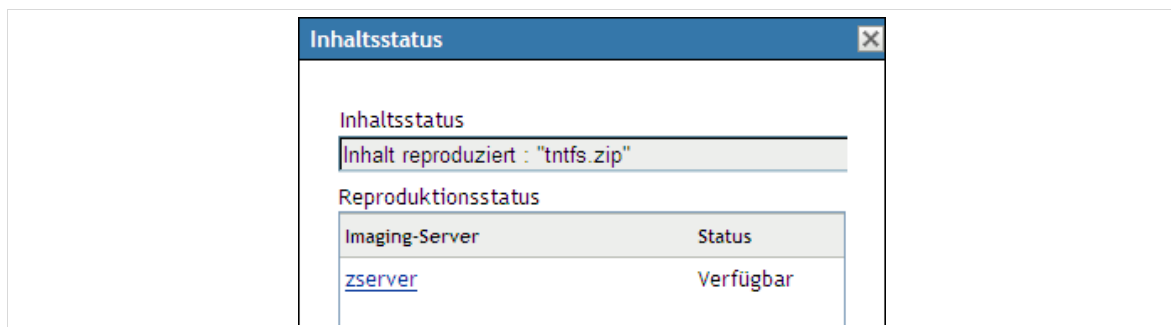 Inhaltsstatus
Inhaltsstatus
Inhalt reproduziert : "tntfs.zip"
Reproduktionsstatus
Imaging-Server Status
zserver Verfügbar